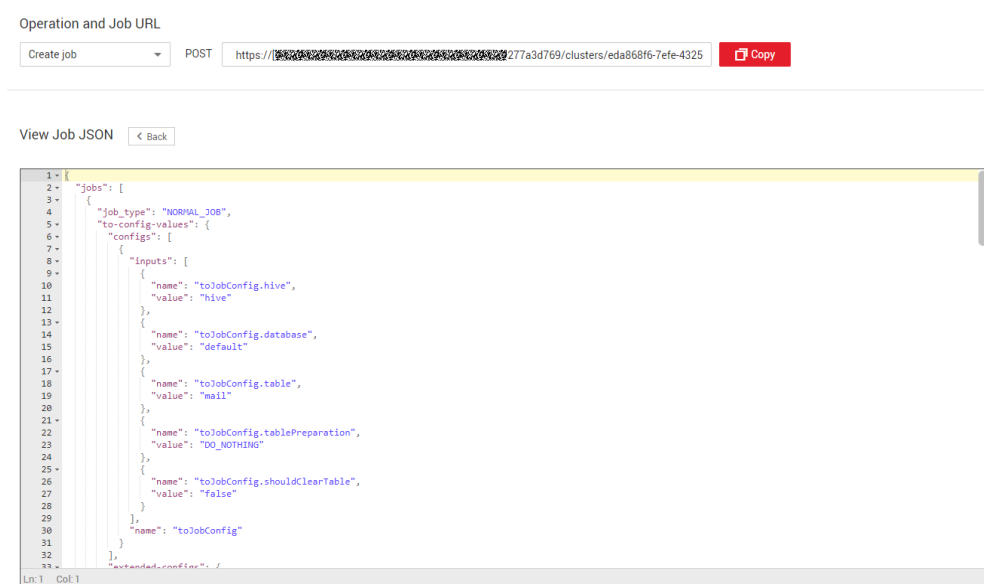 Operation and Job URL
Create job POST https://[ 277a3d769/clusters/eda868f6-7efe-4325 Copy
View Job JSON < Back
1 {
2 "jobs": [
3 {
4 "job_type": "NORMAL_JOB",
5 "to-config-values": {
6 "configs": [
7 {
8 "inputs": [
9 {
10 "name": "toJobConfig.hive",
11 "value": "hive"
12 },
13 {
14 "name": "toJobConfig.database",
15 "value": "default"
16 },
17 {
18 "name": "toJobConfig.table",
19 "value": "mail"
20 },
21 {
22 "name": "toJobConfig.tablePreparation",
23 "value": "DO_NOTHING"
24 },
25 {
26 "name": "toJobConfig.shouldClearTable",
27 "value": "false"
28 }
29 ],
30 "name": "toJobConfig"
31 }
32 ],
33 "extended-configs": {
Ln: 1 Col: 1